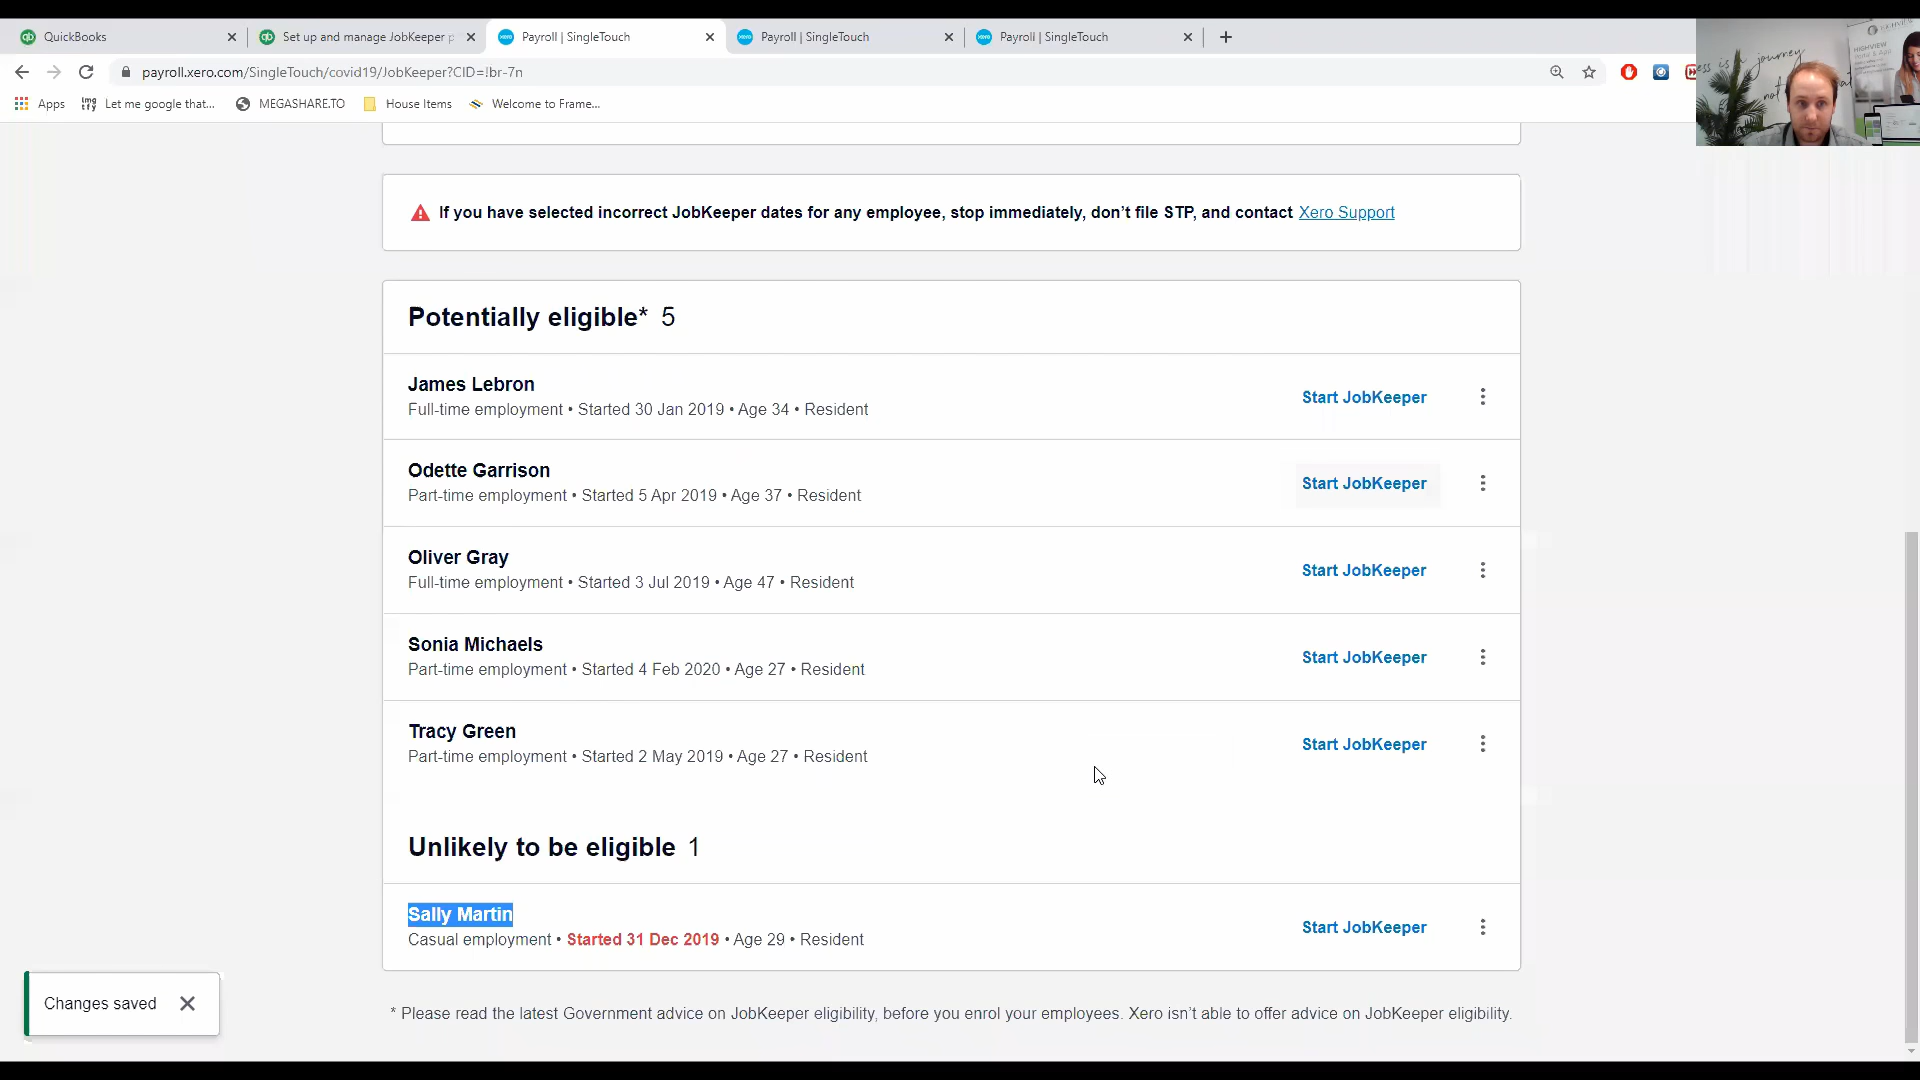 QuickBooks
Set up and manage JobKeeper p
Payroll | SingleTouch
Payroll | SingleTouch
Payroll | SingleTouch
payroll.xero.com/SingleTouch/covid19/JobKeeper?CID=!br-7n
Apps
Let me google that...
MEGASHARE.TO
House Items
Welcome to Frame...
If you have selected incorrect JobKeeper dates for any employee, stop immediately, don't file STP, and contact Xero Support
Potentially eligible* 5
James Lebron
Full-time employment • Started 30 Jan 2019 • Age 34 • Resident
Start JobKeeper
Odette Garrison
Part-time employment • Started 5 Apr 2019 • Age 37 • Resident
Start JobKeeper
Oliver Gray
Full-time employment • Started 3 Jul 2019 • Age 47 • Resident
Start JobKeeper
Sonia Michaels
Part-time employment • Started 4 Feb 2020 • Age 27 • Resident
Start JobKeeper
Tracy Green
Part-time employment • Started 2 May 2019 • Age 27 • Resident
Start JobKeeper
Unlikely to be eligible 1
Sally Martin
Casual employment • Started 31 Dec 2019 • Age 29 • Resident
Start JobKeeper
Changes saved
* Please read the latest Government advice on JobKeeper eligibility, before you enrol your employees. Xero isn't able to offer advice on JobKeeper eligibility.